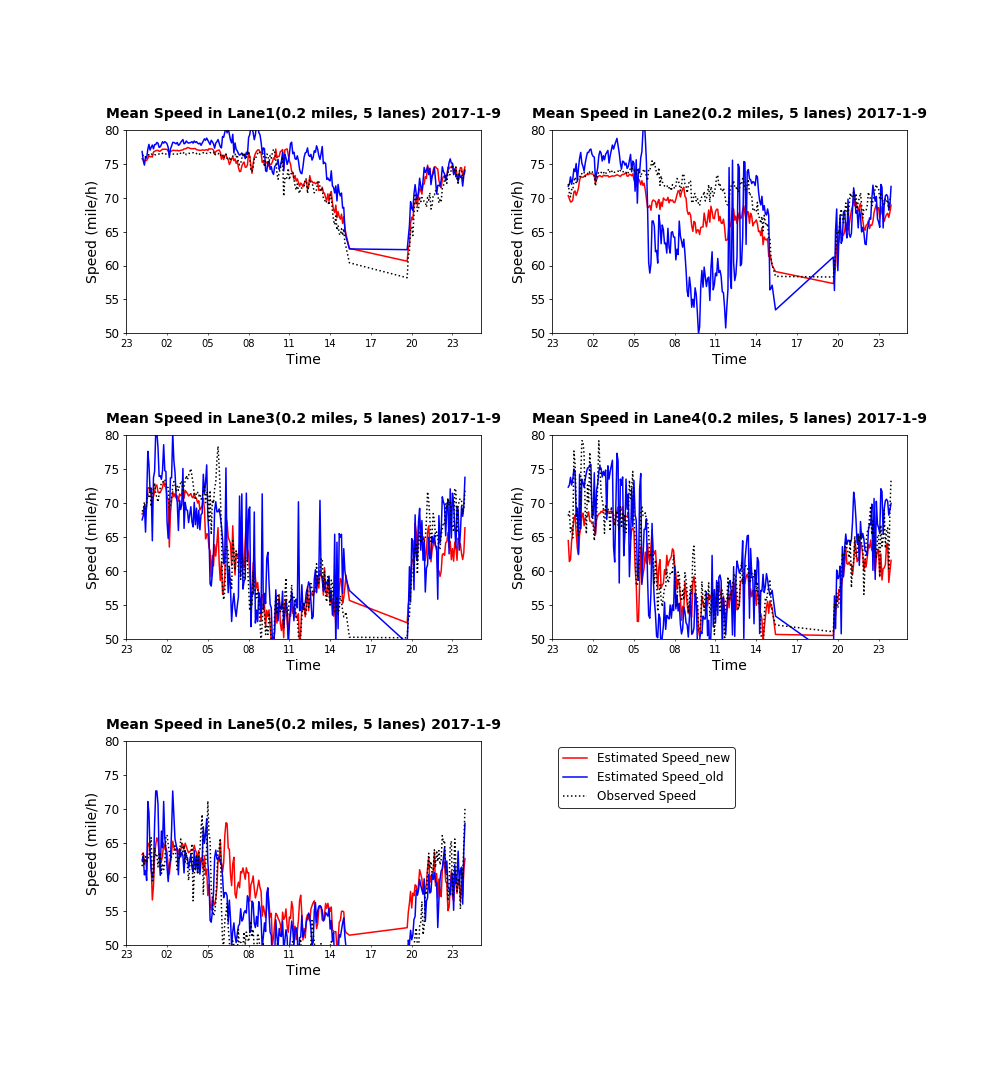 Mean Speed in Lane1(0.2 miles, 5 lanes) 2017-1-9
80
75
70
65
60
55
50
Speed (mile/h)
23 02 05 08 11 14 17 20 23
Time
Mean Speed in Lane2(0.2 miles, 5 lanes) 2017-1-9
80
75
70
65
60
55
50
Speed (mile/h)
23 02 05 08 11 14 17 20 23
Time
Mean Speed in Lane3(0.2 miles, 5 lanes) 2017-1-9
80
75
70
65
60
55
50
Speed (mile/h)
23 02 05 08 11 14 17 20 23
Time
Mean Speed in Lane4(0.2 miles, 5 lanes) 2017-1-9
80
75
70
65
60
55
50
Speed (mile/h)
23 02 05 08 11 14 17 20 23
Time
Mean Speed in Lane5(0.2 miles, 5 lanes) 2017-1-9
80
75
70
65
60
55
50
Speed (mile/h)
23 02 05 08 11 14 17 20 23
Time
Estimated Speed_new
Estimated Speed_old
Observed Speed